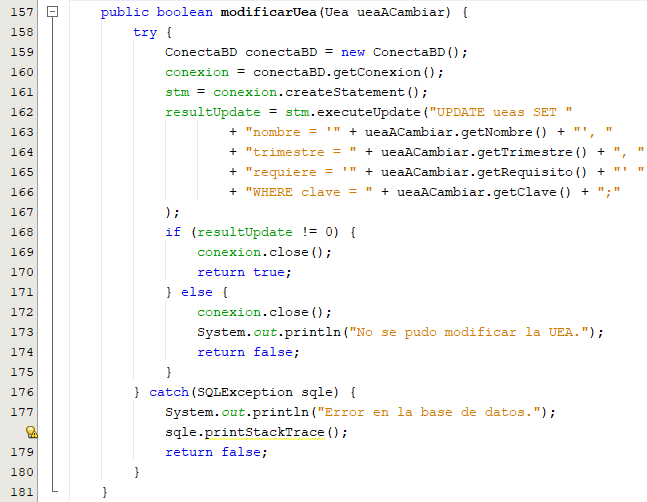 157 public boolean modificarUea(Uea ueaACambiar) {
158 try {
159 ConectaBD conectaBD = new ConectaBD();
160 conexion = conectaBD.getConexion();
161 stm = conexion.createStatement();
162 resultUpdate = stm.executeUpdate("UPDATE ueas SET "
163 + "nombre = '" + ueaACambiar.getNombre() + "', "
164 + "trimestre = " + ueaACambiar.getTrimestre() + ", "
165 + "requiere = '" + ueaACambiar.getRequisito() + "' "
166 + "WHERE clave = " + ueaACambiar.getClave() + ";"
167 );
168 if (resultUpdate != 0) {
169 conexion.close();
170 return true;
171 } else {
172 conexion.close();
173 System.out.println("No se pudo modificar la UEA.");
174 return false;
175 }
176 } catch(SQLException sqle) {
177 System.out.println("Error en la base de datos.");
sqle.printStackTrace();
179 return false;
180 }
181 }